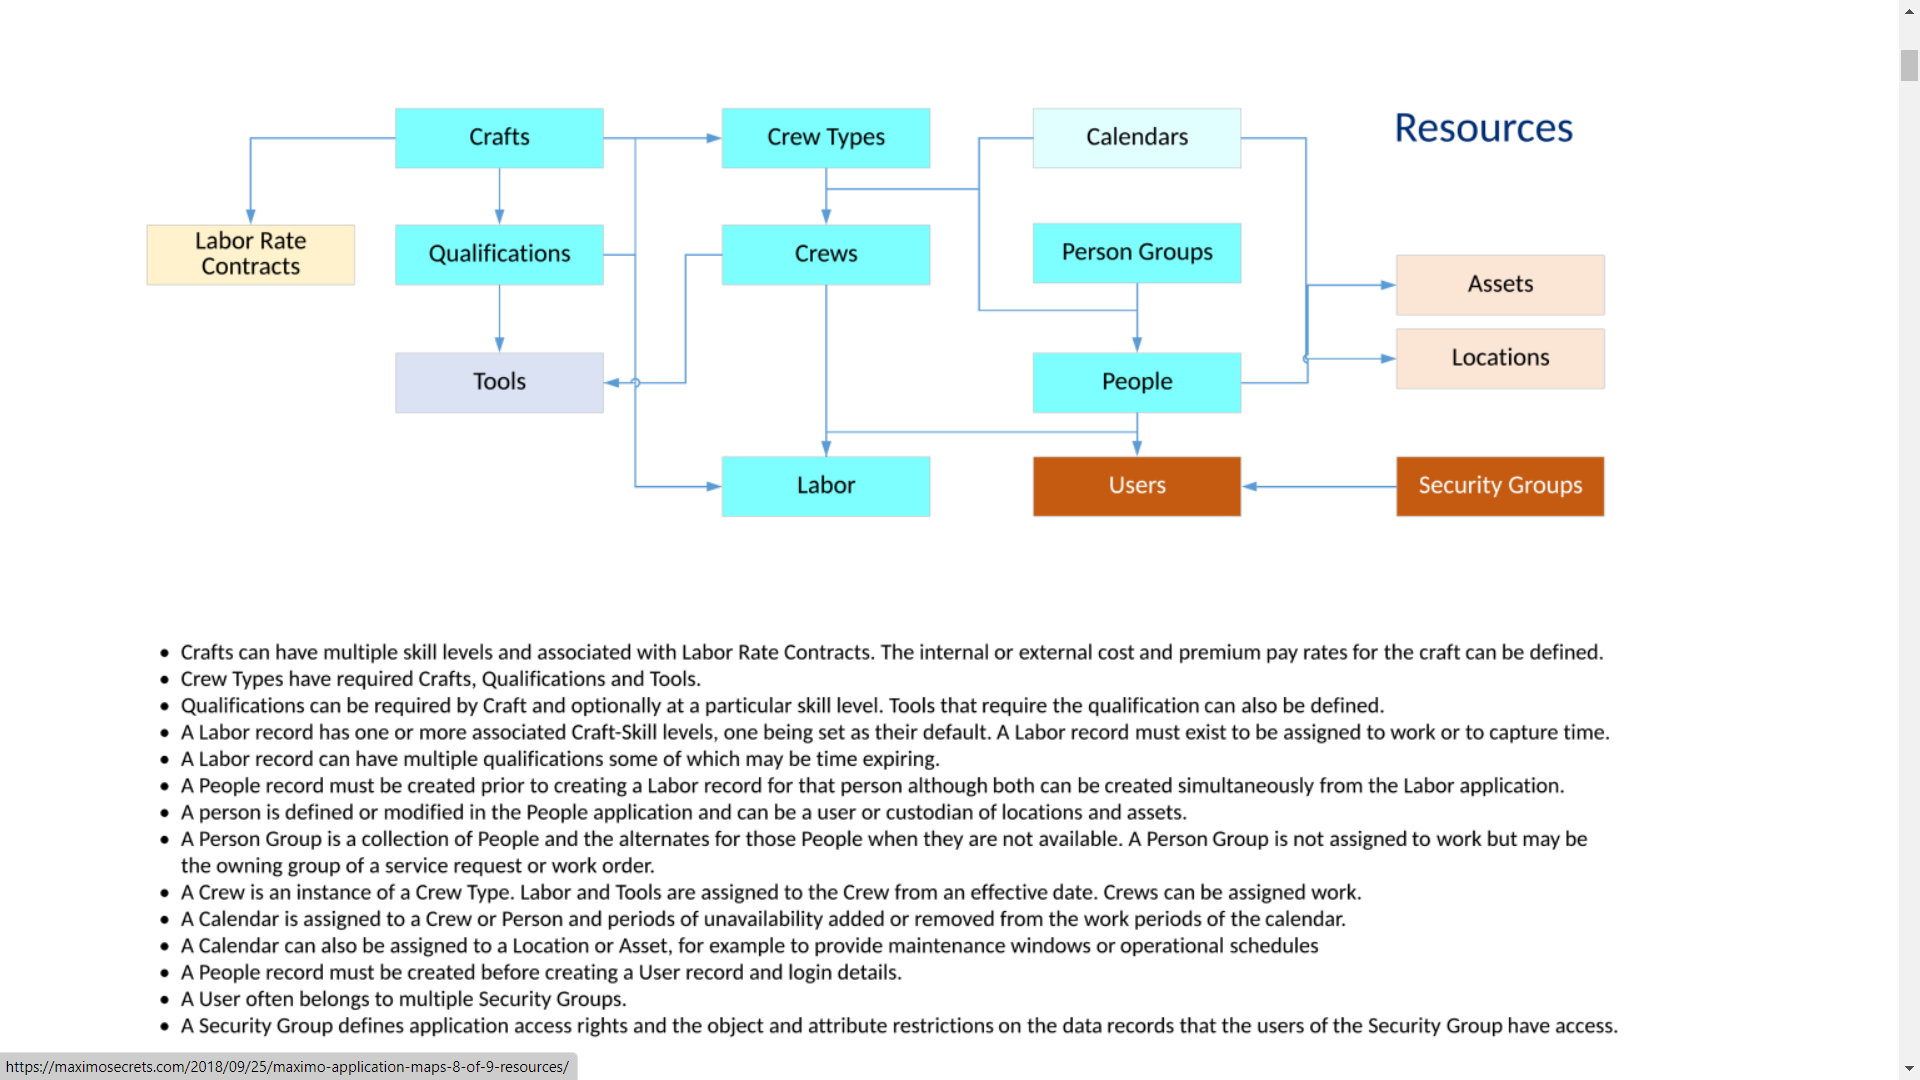 Resources
Crafts
Crew Types
Calendars
Labor Rate
Contracts
Qualifications
Crews
Person Groups
Assets
Locations
Tools
People
Labor
Users
Security Groups
• Crafts can have multiple skill levels and associated with Labor Rate Contracts. The internal or external cost and premium pay rates for the craft can be defined.
• Crew Types have required Crafts, Qualifications and Tools.
• Qualifications can be required by Craft and optionally at a particular skill level. Tools that require the qualification can also be defined.
• A Labor record has one or more associated Craft-Skill levels, one being set as their default. A Labor record must exist to be assigned to work or to capture time.
• A Labor record can have multiple qualifications some of which may be time expiring.
• A People record must be created prior to creating a Labor record for that person although both can be created simultaneously from the Labor application.
• A person is defined or modified in the People application and can be a user or custodian of locations and assets.
• A Person Group is a collection of People and the alternates for those People when they are not available. A Person Group is not assigned to work but may be
the owning group of a service request or work order.
• A Crew is an instance of a Crew Type. Labor and Tools are assigned to the Crew from an effective date. Crews can be assigned work.
• A Calendar is assigned to a Crew or Person and periods of unavailability added or removed from the work periods of the calendar.
• A Calendar can also be assigned to a Location or Asset, for example to provide maintenance windows or operational schedules
• A People record must be created before creating a User record and login details.
• A User often belongs to multiple Security Groups.
• A Security Group defines application access rights and the object and attribute restrictions on the data records that the users of the Security Group have access.
https://maximosecrets.com/2018/09/25/maximo-application-maps-8-of-9-resources/